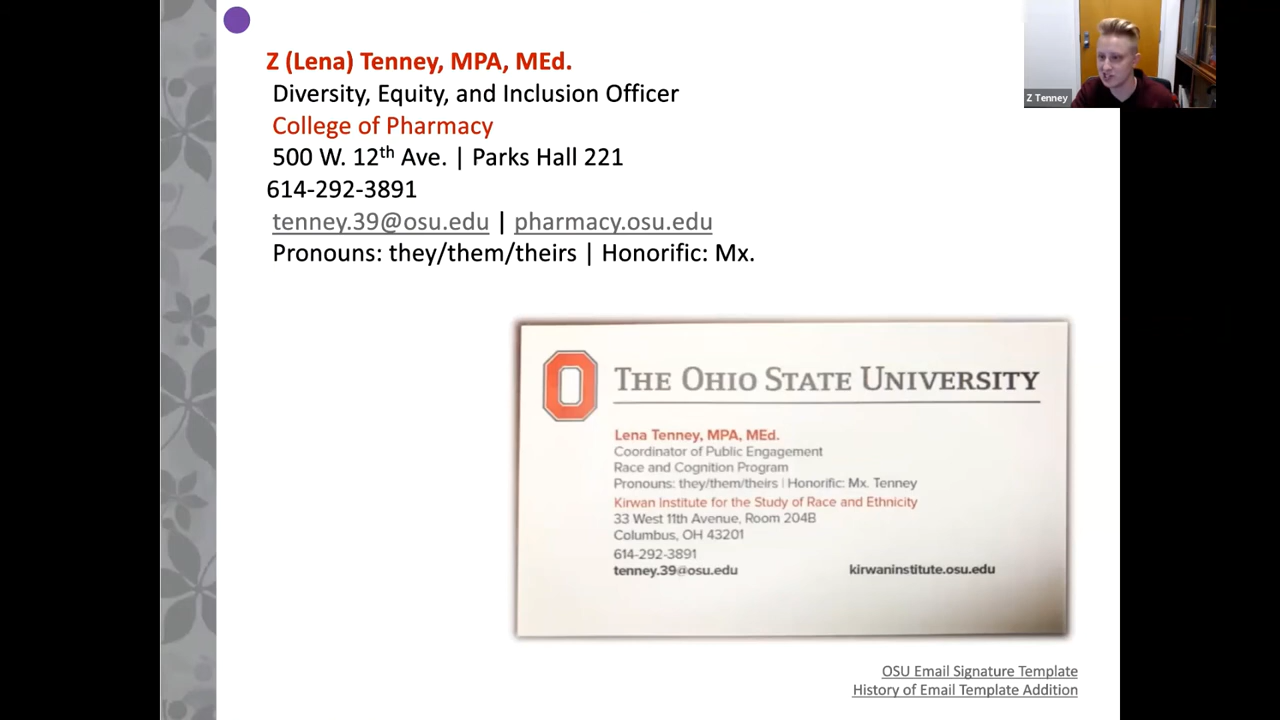 Z (Lena) Tenney, MPA, MEd.
Diversity, Equity, and Inclusion Officer
College of Pharmacy
500 W. 12th Ave. | Parks Hall 221
614-292-3891
tenney.39@osu.edu | pharmacy.osu.edu
Pronouns: they/them/theirs | Honorific: Mx.
Z Tenney
THE OHIO STATE UNIVERSITY
Lena Tenney, MPA, MEd.
Coordinator of Public Engagement
Race and Cognition Program
Pronouns: they/them/theirs | Honorific: Mx. Tenney
Kirwan Institute for the Study of Race and Ethnicity
33 West 11th Avenue, Room 204B
Columbus, OH 43201
614-292-3891
tenney.39@osu.edu kirwaninstitute.osu.edu
OSU Email Signature Template
History of Email Template Addition